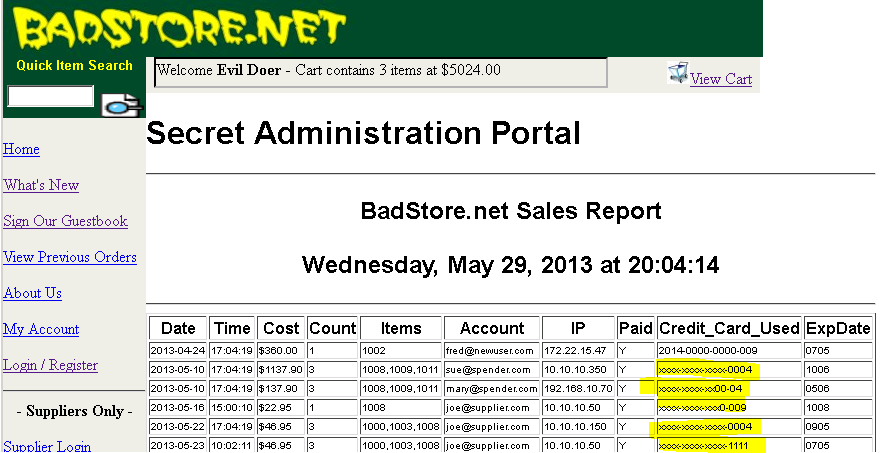 BADSTORE.NET
Quick Item Search
Welcome Evil Doer - Cart contains 3 items at $5024.00
View Cart
Secret Administration Portal
Home
What's New
Sign Our Guestbook
View Previous Orders
About Us
My Account
Login / Register
- Suppliers Only -
Supplier Login
BadStore.net Sales Report
Wednesday, May 29, 2013 at 20:04:14
Date Time Cost Count Items Account IP Paid Credit_Card_Used ExpDate
2013-04-24 17:04:19 $360.00 1 1002 fred@newuser.com 172.22.15.47 Y 2014-0000-0000-009 0705
2013-05-10 17:04:19 $1137.90 3 1008,1009,1011 sue@spender.com 10.10.10.350 Y xxxx-xxxx-xxxx-0004 1006
2013-05-10 17:04:19 $137.90 3 1008,1009,1011 mary@spender.com 192.168.10.70 Y xxxx-xxxx-xx00-04 0506
2013-05-16 15:00:10 $22.95 1 1008 joe@supplier.com 10.10.10.50 Y xxxx-xxxx-xxx0-009 1008
2013-05-22 17:04:19 $46.95 3 1000,1003,1008 joe@supplier.com 10.10.10.150 Y xxxx-xxxx-xxxx-0004 0905
2013-05-23 10:02:11 $46.95 3 1000,1003,1008 joe@supplier.com 10.10.10.50 Y xxxx-xxxx-xxxx-1111 0705